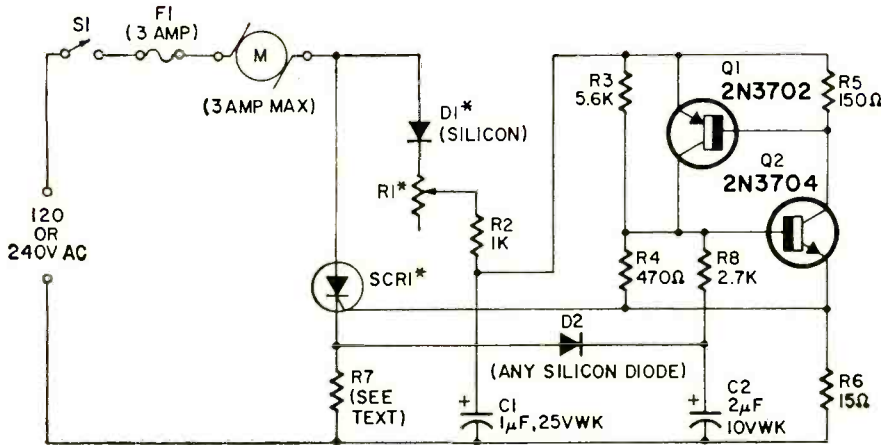 S1
F1
(3 AMP)
M
(3 AMP MAX)
D1*
(SILICON)
R1*
R2
1K
R3
5.6K
Q1
2N3702
R5
150Ω
Q2
2N3704
120
OR
240V AC
SCR1*
R4
470Ω
R8
2.7K
D2
(ANY SILICON DIODE)
R7
(SEE
TEXT)
+
C1
1μF, 25VWK
+
C2
2μF
10VWK
R6
15Ω